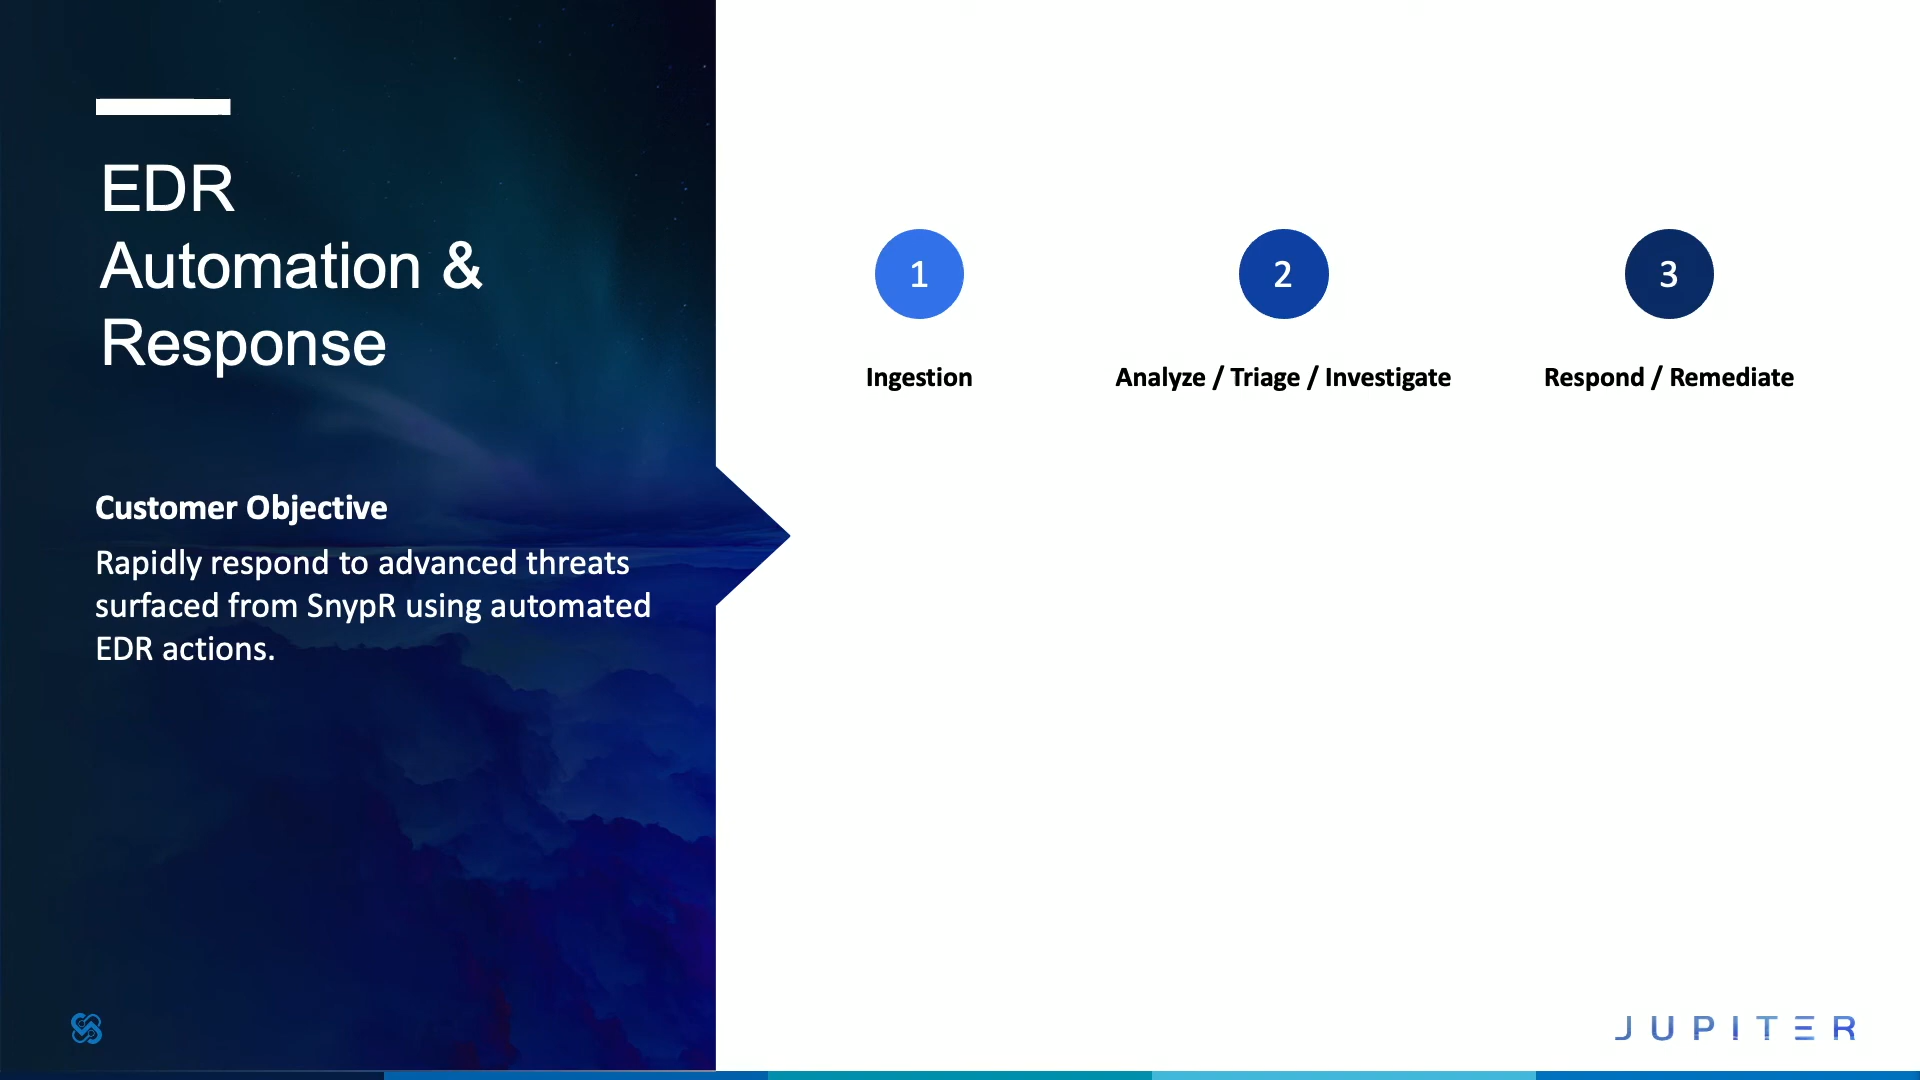 EDR
Automation &
Response
Customer Objective
Rapidly respond to advanced threats
surfaced from SnypR using automated
EDR actions.
1
2
3
Ingestion
Analyze / Triage / Investigate
Respond / Remediate
JUPITER